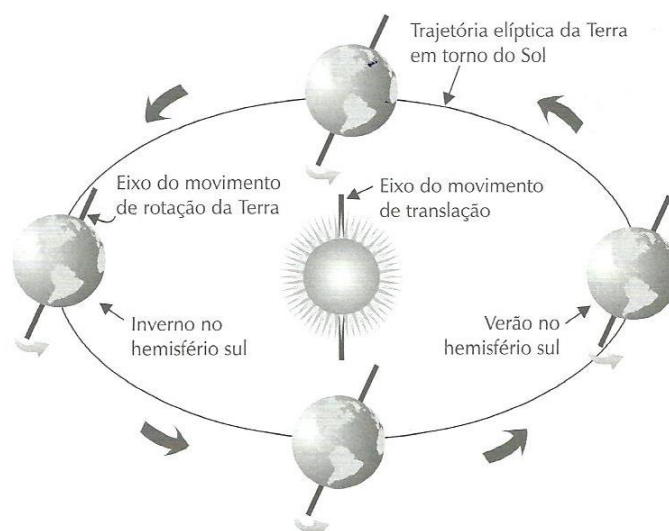 Trajetória elíptica da Terra
em torno do Sol
Eixo do movimento
de rotação da Terra
Eixo do movimento
de translação
Inverno no
hemisfério sul
Verão no
hemisfério sul